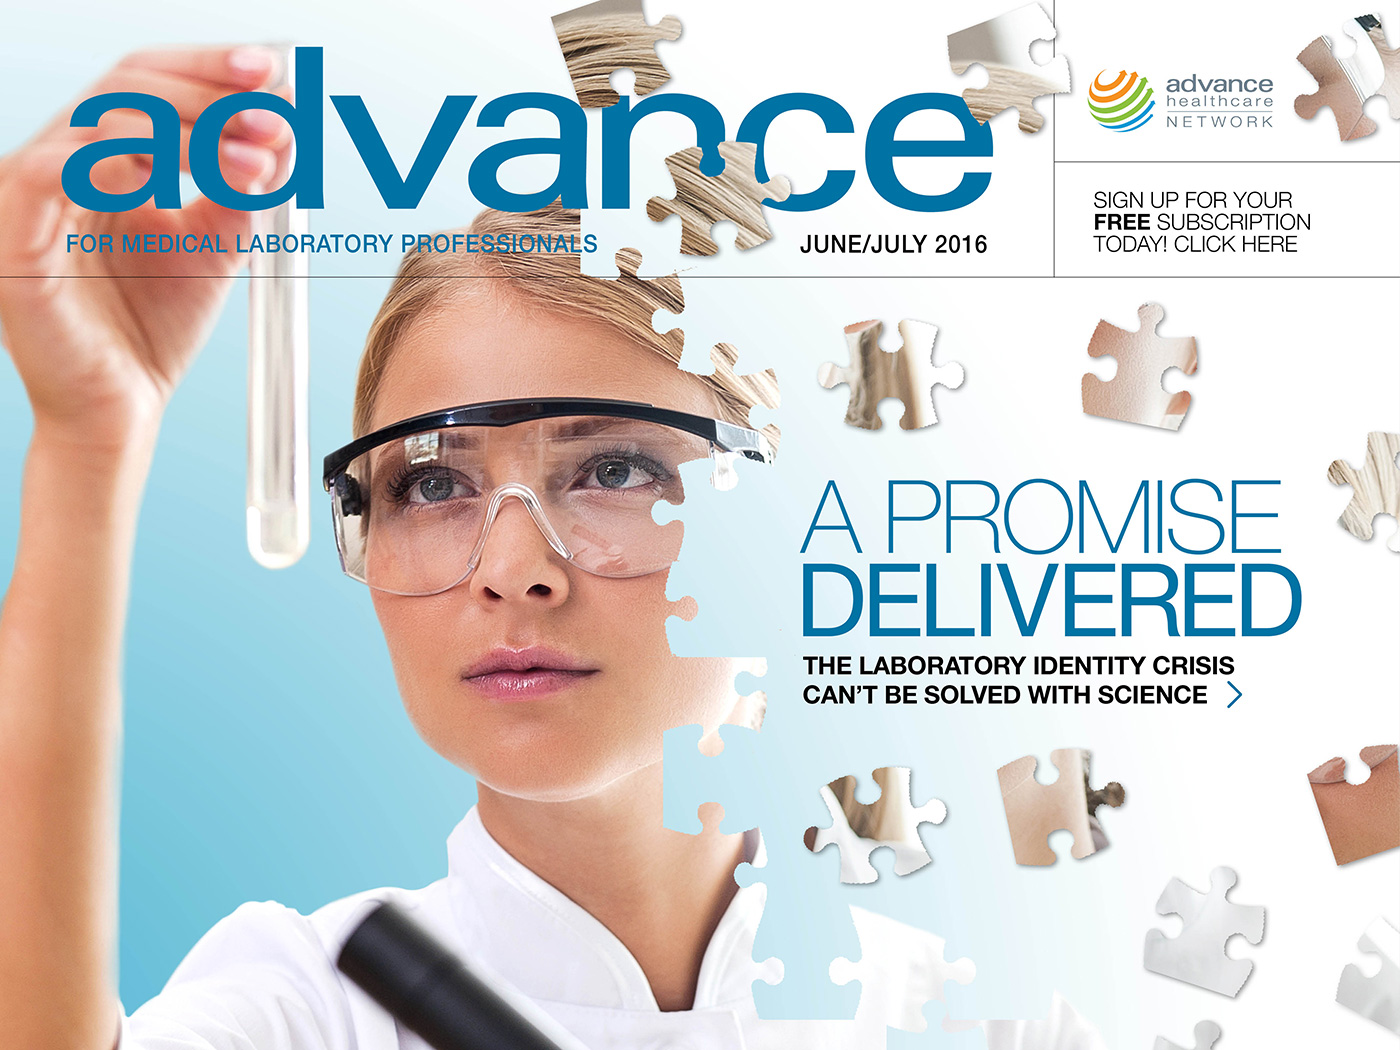 advance
FOR MEDICAL LABORATORY PROFESSIONALS
JUNE/JULY 2016
advance
healthcare
NETWORK
SIGN UP FOR YOUR
FREE SUBSCRIPTION
TODAY! CLICK HERE
A PROMISE
DELIVERED
THE LABORATORY IDENTITY CRISIS
CAN'T BE SOLVED WITH SCIENCE >